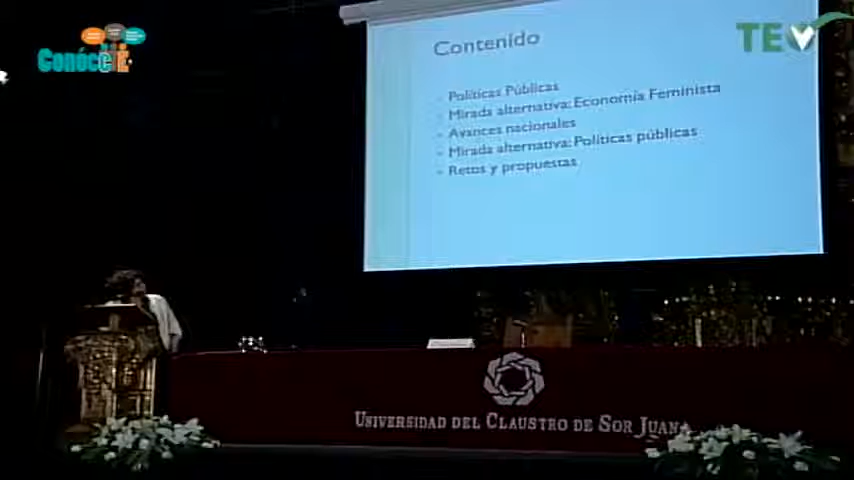 ConóccTE
TEV
Contenido
Políticas Públicas
Mirada alternativa: Economía Feminista
Avances nacionales
Mirada alternativa: Políticas públicas
Retos y propuestas
UNIVERSIDAD DEL CLAUSTRO DE SOR JUANA